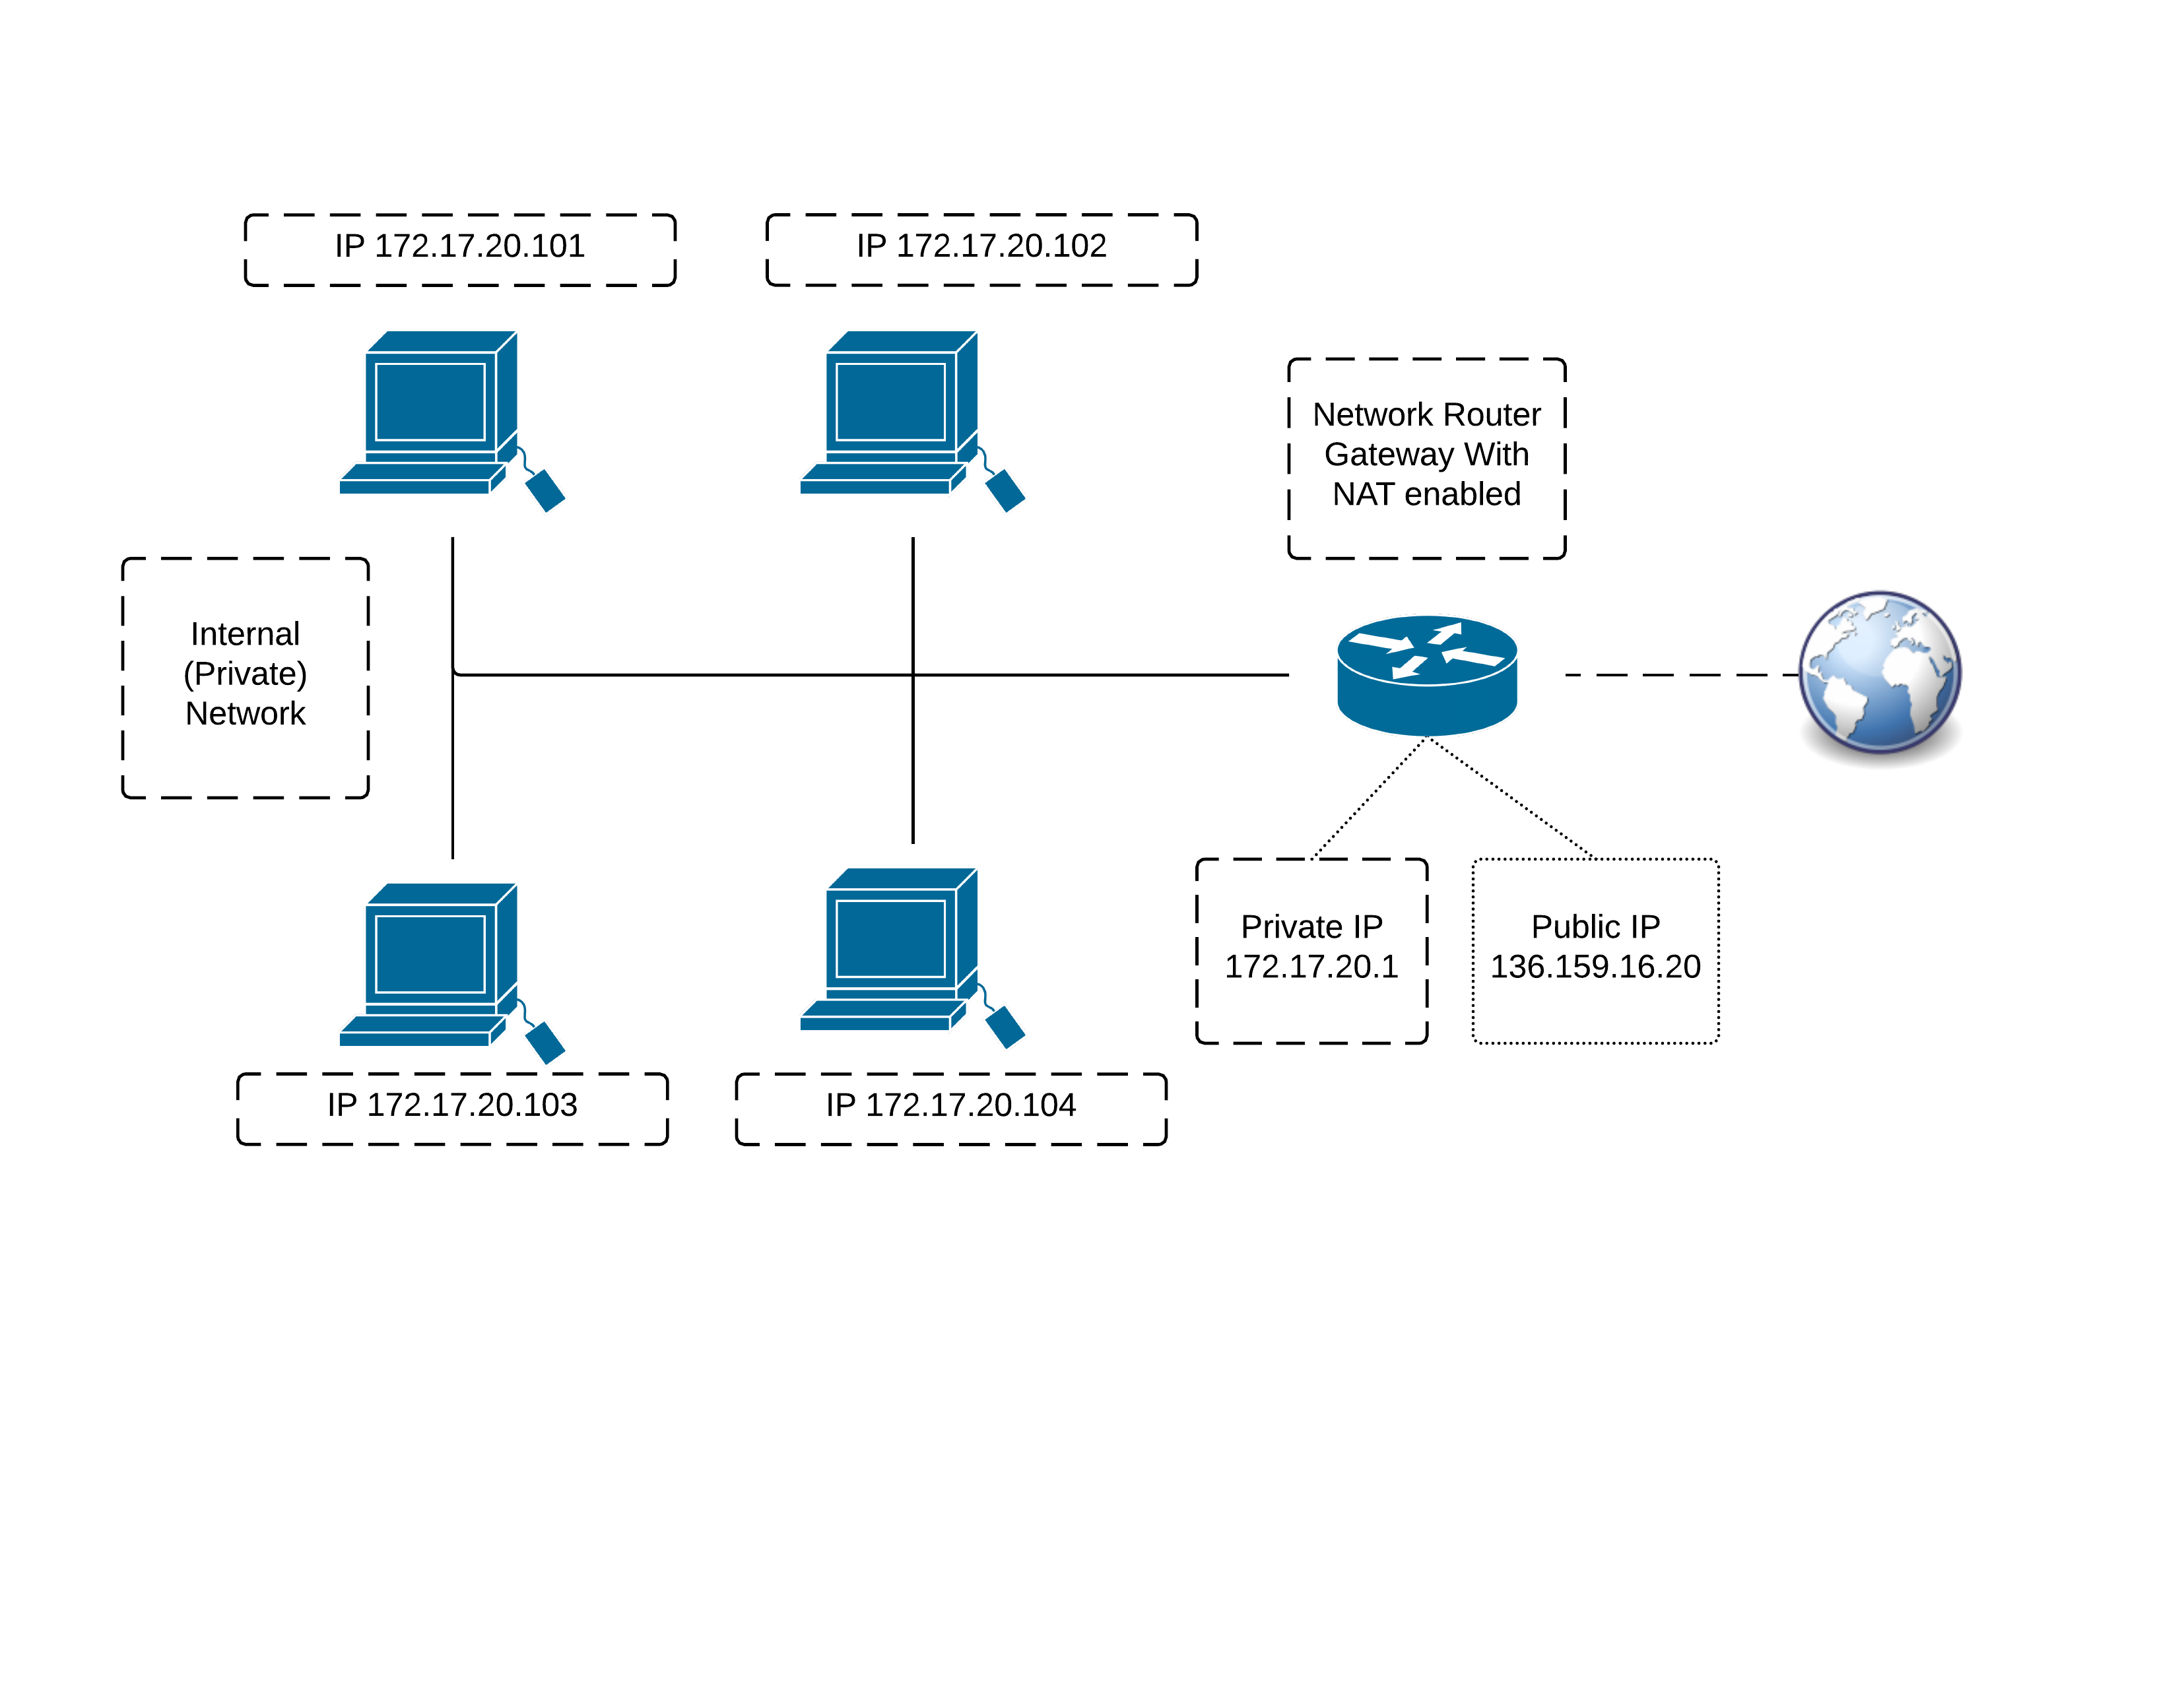 IP 172.17.20.101
IP 172.17.20.102
Network Router
Gateway With
NAT enabled
Internal
(Private)
Network
Private IP
172.17.20.1
Public IP
136.159.16.20
IP 172.17.20.103
IP 172.17.20.104